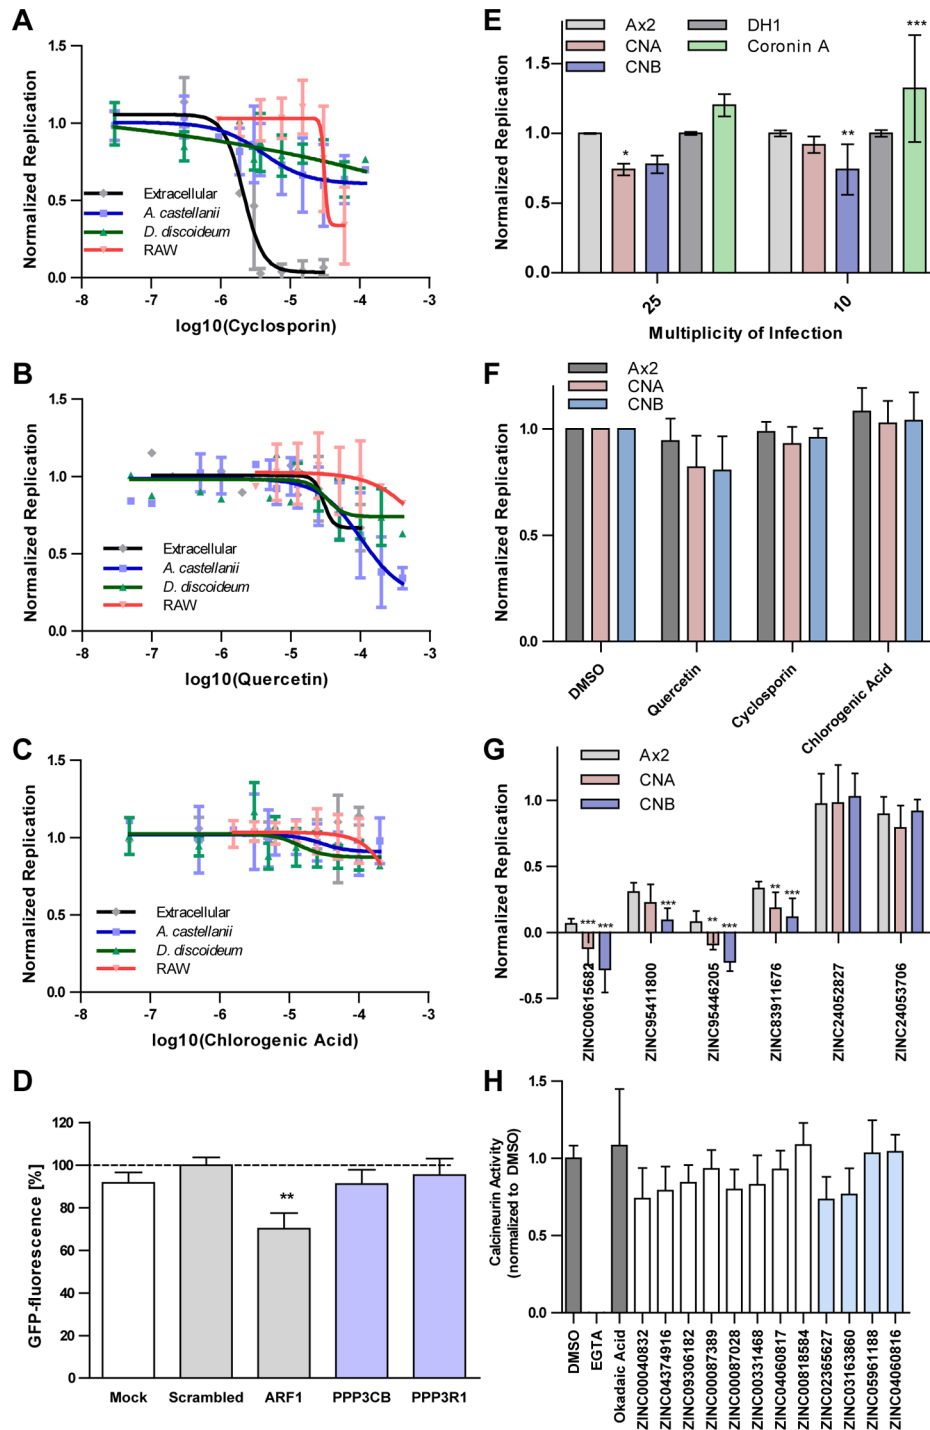 A
Normalized Replication
1.5
1.0
0.5
0.0
Extracellular
A. castellanii
D. discoideum
RAW
-8
-7
-6
-5
-4
-3
log10(Cyclosporin)
B
Normalized Replication
1.5
1.0
0.5
0.0
Extracellular
A. castellanii
D. discoideum
RAW
-8
-7
-6
-5
-4
-3
log10(Quercetin)
C
Normalized Replication
1.5
1.0
0.5
0.0
Extracellular
A. castellanii
D. discoideum
RAW
-8
-7
-6
-5
-4
-3
log10(Chlorogenic Acid)
D
GFP-fluorescence [%]
120
100
80
60
40
20
0
**
Mock
Scrambled
ARF1
PPP3CB
PPP3R1
E
Ax2
CNA
CNB
DH1
Coronin A
Normalized Replication
1.5
1.0
0.5
0.0
*
**
***
25
10
Multiplicity of Infection
F
Ax2
CNA
CNB
Normalized Replication
1.0
0.5
0.0
DMSO
Quercetin
Cyclosporin
Chlorogenic Acid
G
Ax2
CNA
CNB
Normalized Replication
1.0
0.5
0.0
-0.5
***
***
***
**
***
**
***
ZINC00615682
ZINC95411800
ZINC95446205
ZINC83911676
ZINC24052827
ZINC24053706
H
Calcineurin Activity
(normalized to DMSO)
1.5
1.0
0.5
0.0
DMSO
EGTA
Okadaic Acid
ZINC00040832
ZINC04374916
ZINC09306182
ZINC00087389
ZINC00087028
ZINC00331468
ZINC04060817
ZINC00818584
ZINC02365627
ZINC03163860
ZINC05961188
ZINC04060816